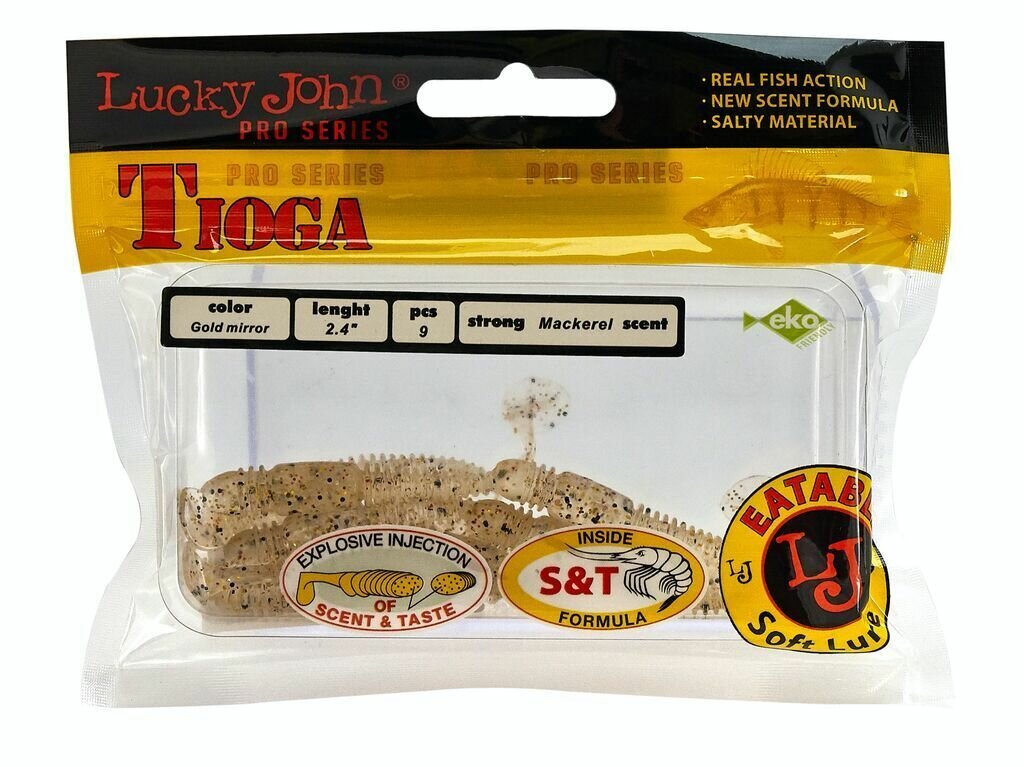 Lucky John®
PRO SERIES
· REAL FISH ACTION
· NEW SCENT FORMULA
· SALTY MATERIAL
PRO SERIES
PRO SERIES
TIOGA
color
Gold mirror
lenght
2.4"
pcs
9
strong Mackerel scent
eko
FRIENDLY
EXPLOSIVE INJECTION
OF
SCENT & TASTE
INSIDE
S&T
FORMULA
EATABL
LJ
LJ
Soft Lure